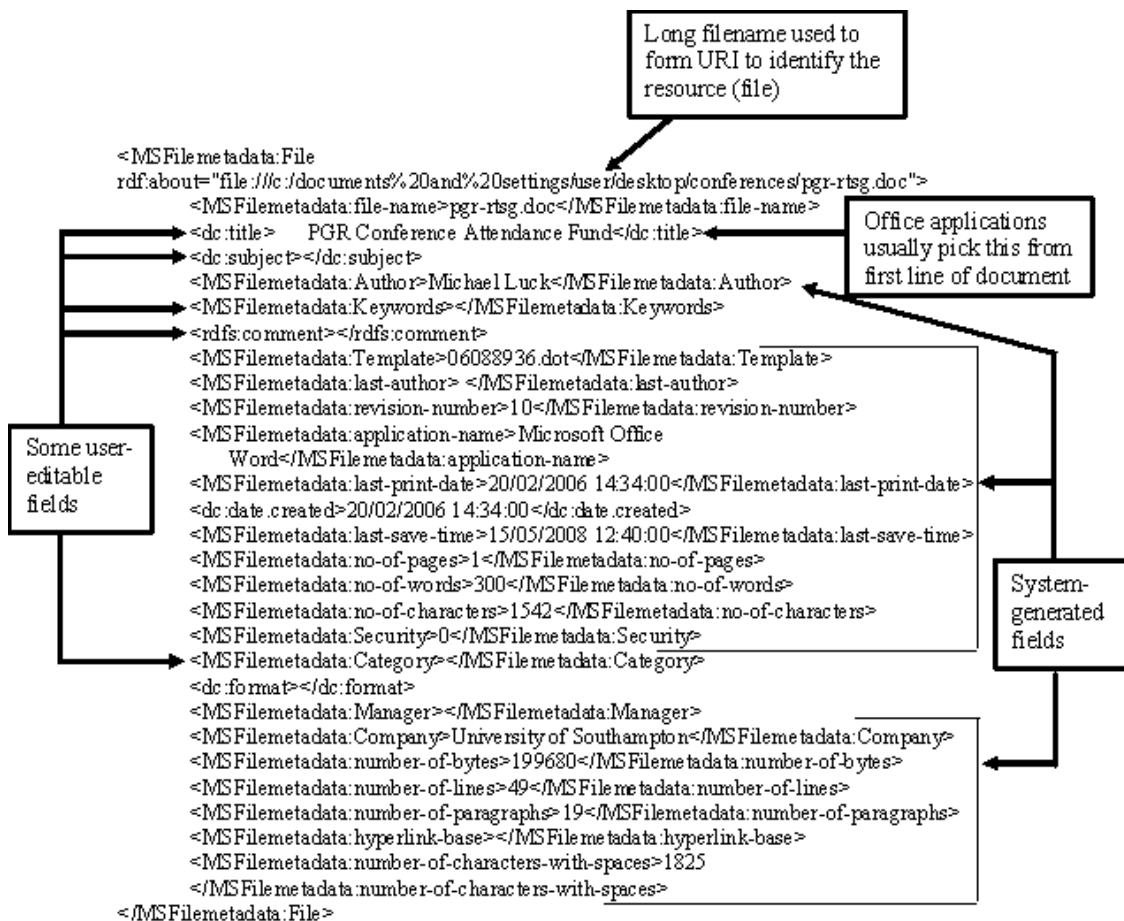 Long filename used to
form URI to identify the
resource (file)
<MSFilemetadata:File
rdf:about="file:///c:/documents%20and%20settings/user/desktop/conferences/pgr-rtsg.doc">
<MSFilemetadata:file-name>pgr-rtsg.doc</MSFilemetadata:file-name>
<dc:title> PGR Conference Attendance Fund</dc:title>
<dc:subject></dc:subject>
<MSFilemetadata:Author>Michael Luck</MSFilemetadata:Author>
<MSFilemetadata:Keywords></MSFilemetadata:Keywords>
<rdfs:comment></rdfs:comment>
<MSFilemetadata:Template>06088936.dot</MSFilemetadata:Template>
<MSFilemetadata:last-author> </MSFilemetadata:last-author>
<MSFilemetadata:revision-number>10</MSFilemetadata:revision-number>
<MSFilemetadata:application-name>Microsoft Office
Word</MSFilemetadata:application-name>
<MSFilemetadata:last-print-date>20/02/2006 14:34:00</MSFilemetadata:last-print-date>
<dc:date.created>20/02/2006 14:34:00</dc:date.created>
<MSFilemetadata:last-save-time>15/05/2008 12:40:00</MSFilemetadata:last-save-time>
<MSFilemetadata:no-of-pages>1</MSFilemetadata:no-of-pages>
<MSFilemetadata:no-of-words>300</MSFilemetadata:no-of-words>
<MSFilemetadata:no-of-characters>1542</MSFilemetadata:no-of-characters>
<MSFilemetadata:Security>0</MSFilemetadata:Security>
<MSFilemetadata:Category></MSFilemetadata:Category>
<dc:format></dc:format>
<MSFilemetadata:Manager></MSFilemetadata:Manager>
<MSFilemetadata:Company>University of Southampton</MSFilemetadata:Company>
<MSFilemetadata:number-of-bytes>199680</MSFilemetadata:number-of-bytes>
<MSFilemetadata:number-of-lines>49</MSFilemetadata:number-of-lines>
<MSFilemetadata:number-of-paragraphs>19</MSFilemetadata:number-of-paragraphs>
<MSFilemetadata:hyperlink-base></MSFilemetadata:hyperlink-base>
<MSFilemetadata:number-of-characters-with-spaces>1825
</MSFilemetadata:number-of-characters-with-spaces>
</MSFilemetadata:File>
Office applications
usually pick this from
first line of document
Some user-
editable
fields
System-
generated
fields